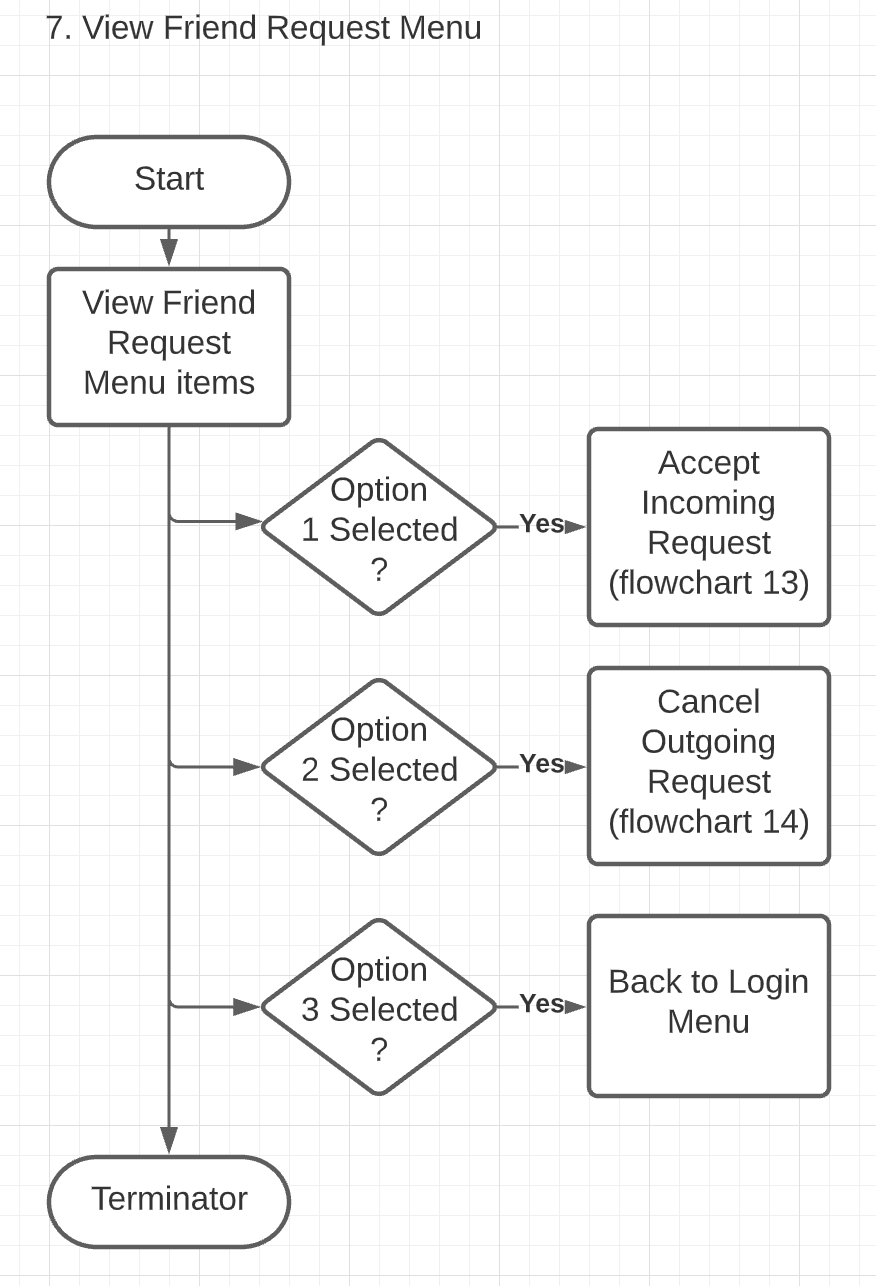 7. View Friend Request Menu
Start
View Friend
Request
Menu items
Option
1 Selected
?
Yes
Accept
Incoming
Request
(flowchart 13)
Option
2 Selected
?
Yes
Cancel
Outgoing
Request
(flowchart 14)
Option
3 Selected
?
Yes
Back to Login
Menu
Terminator